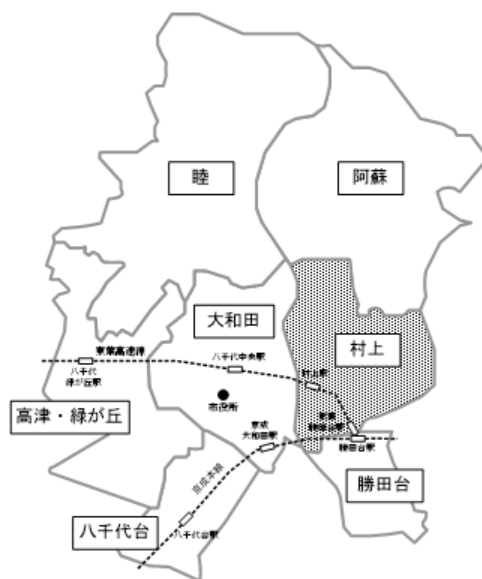 睦
阿蘇
大和田
村上
東葉高速線
八千代中央駅
八千代
緑が丘駅
村上駅
市役所
高津・緑が丘
東葉
勝田台駅
京成
大和田駅
勝田台駅
京成本線
勝田台
八千代台
八千代台駅